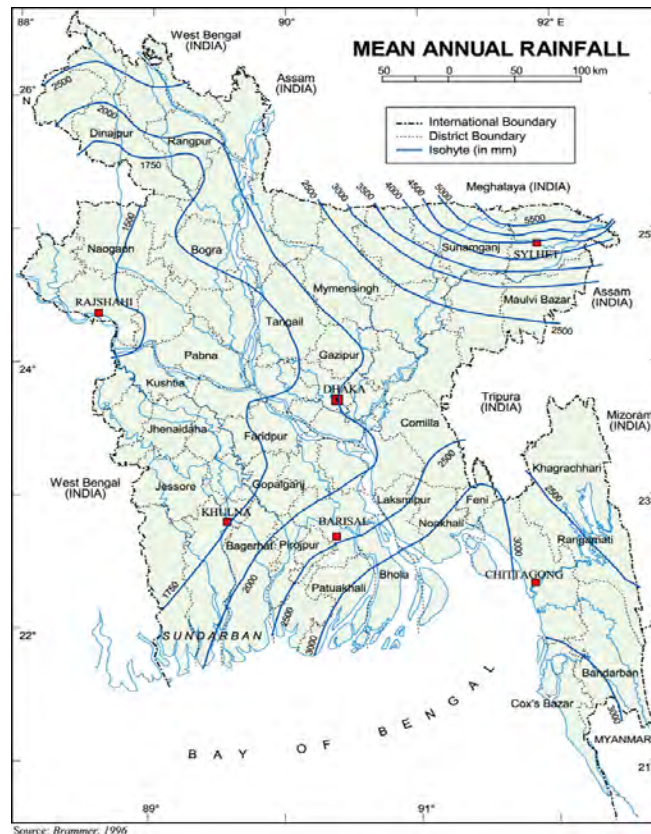 88°
90
92 E
West Bengal
(INDIA)
MEAN ANNUAL RAINFALL
50 0 50 100 km
26°
N
Assam
(INDIA)
International Boundary
District Boundary
Isohyte (in mm)
2500
2000
Dinajpur
Rangpur
1750
Meghalaya (INDIA)
2500
3000
3500
4000
4500
5000
5500
1500
Naogaon
Bogra
Sunamganj
SYLHET
25
Mymensingh
Maulvi Bazar
Assam
(INDIA)
RAJSHAHI
Tangail
2500
Pabna
Gazipur
24
Kushtia
DHAKA
Tripura
(INDIA)
Mizoram
(INDIA)
Jhenaidaha
Faridpur
Comilla
2500
Khagrachhari
West Bengal
(INDIA)
23
Jessore
Gopalganj
Laksmipur
Feni
2500
KHULNA
BARISAL
Noakhali
Rangamati
Bagerhat
Pirojpur
3000
1750
2000
Bhola
CHITTAGONG
2500
Patuakhali
22°
SUNDARBAN
3000
Bandarban
3000
Cox's Bazar
BAY OF BENGAL
MYANMAR
21
89
90
91
Source: Brammer, 1996